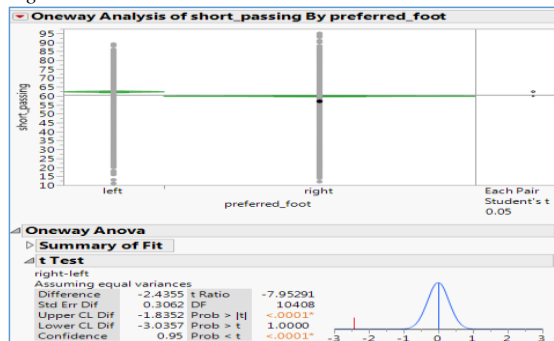 Oneway Analysis of short_passing By preferred_foot
95
90
85
80
75
70
65
60
55
50
45
40
35
30
25
20
15
10
short_passing
left right
preferred_foot
Each Pair
Student's t
0.05
Oneway Anova
Summary of Fit
t Test
right-left
Assuming equal variances
Difference -2.4355 t Ratio -7.95291
Std Err Dif 0.3062 DF 10408
Upper CL Dif -1.8352 Prob > |t| <.0001*
Lower CL Dif -3.0357 Prob > t 1.0000
Confidence 0.95 Prob < t <.0001*
-3 -2 -1 0 1 2 3